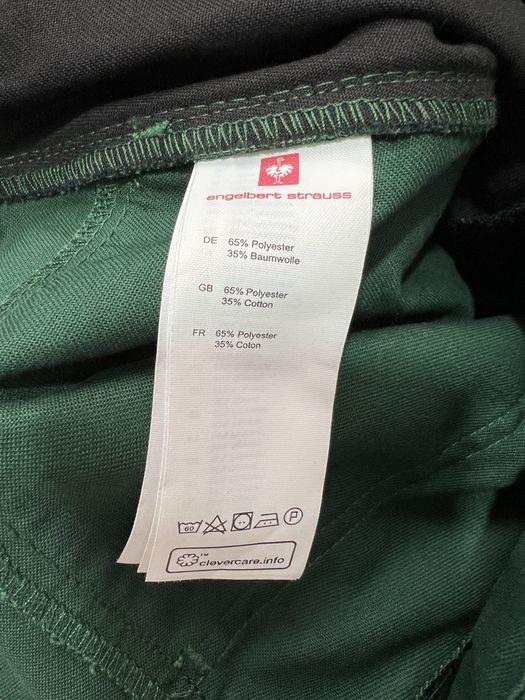 engelbert strauss
DE 65% Polyester
35% Baumwolle
GB 65% Polyester
35% Cotton
FR 65% Polyester
35% Coton
60 P
TM clevercare.info